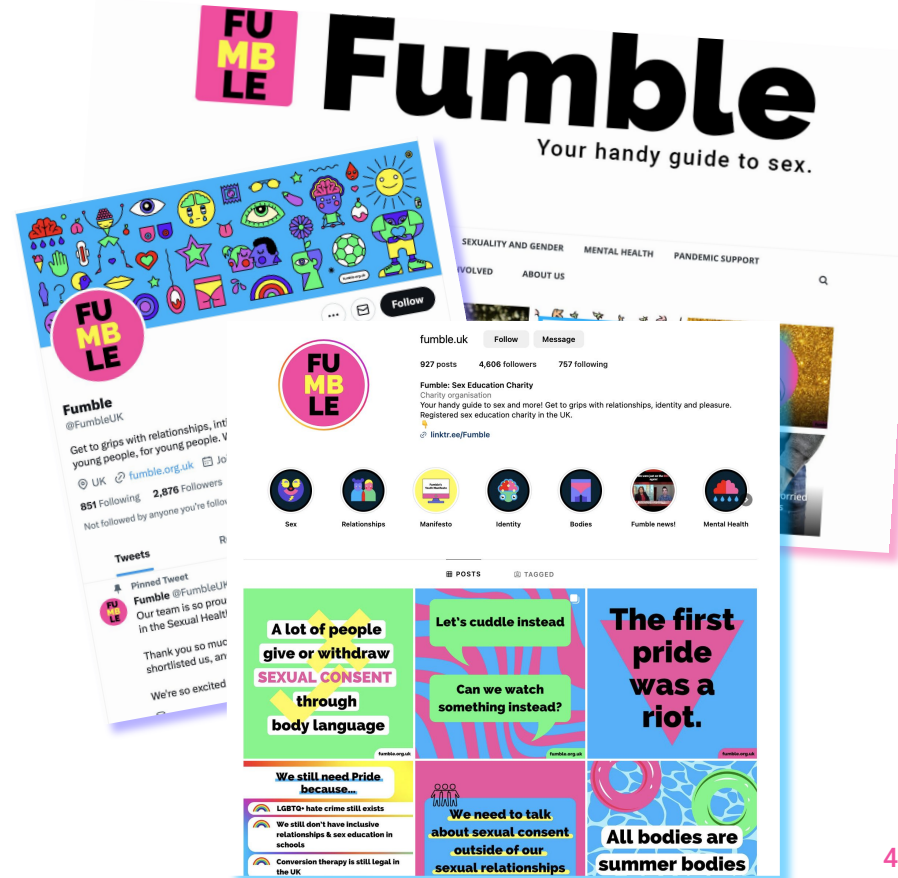 FU
MB
LE
Fumble
Your handy guide to sex.
SEXUALITY AND GENDER
MENTAL HEALTH
PANDEMIC SUPPORT
ABOUT US
fumble.org.uk
Follow
FU
MB
LE
Fumble
@FumbleUK
Get to grips with relationships,
young people, for young people.
UK
fumble.org.uk
851 Following
2,876 Followers
Not followed by anyone you're
Tweets
Pinned Tweet
FU
MB
LE
Fumble @FumbleUK
Our team is so
in the Sexual
Thank you so
shortlisted us,
We're so excited
fumble.uk
Follow
Message
927 posts
4,606 followers
757 following
FU
MB
LE
Fumble: Sex Education Charity
Charity organisation
Your handy guide to sex and more! Get to grips with relationships, identity and pleasure.
Registered sex education charity in the UK.
👇
linktr.ee/Fumble
Sex
Relationships
Manifesto
Identity
Bodies
Fumble news!
Mental Health
POSTS
TAGGED
A lot of people
give or withdraw
SEXUAL CONSENT
through
body language
fumble.org.uk
Let's cuddle instead
Can we watch
something instead?
fumble.org.uk
The first
pride
was a
riot.
fumble.org.uk
We still need Pride
because...
LGBTQ+ hate crime still exists
We still don't have inclusive
relationships & sex education in
schools
Conversion therapy is still legal in
the UK
We need to talk
about sexual consent
outside of our
sexual relationships
All bodies are
summer bodies
4